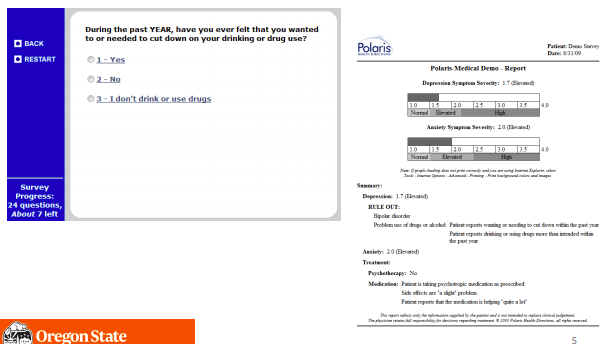 BACK
RESTART
Survey
Progress:
24 questions,
About 7 left
During the past YEAR, have you ever felt that you wanted
to or needed to cut down on your drinking or drug use?
1 - Yes
2 - No
3 - I don't drink or use drugs
Polaris
HEALTH DIRECTIONS
Patient: Demo Survey
Date: 8/31/09
Polaris-Medical Demo - Report
Depression Symptom Severity: 1.7 (Elevated)
1.0 1.5 2.0 2.5 3.0 3.5 4.0
Normal Elevated High
Anxiety Symptom Severity: 2.0 (Elevated)
1.0 1.5 2.0 2.5 3.0 3.5 4.0
Normal Elevated High
Note: If graph shading does not print correctly and you are using Internet Explorer, select
Tools - Internet Options - Advanced - Printing - Print background colors and images.
Summary:
Depression: 1.7 (Elevated)
RULE OUT:
Bipolar disorder
Problem use of drugs or alcohol: Patient reports wanting or needing to cut down within the past year
Patient reports drinking or using drugs more than intended within
the past year
Anxiety: 2.0 (Elevated)
Treatment:
Psychotherapy: No
Medication: Patient is taking psychotropic medication as prescribed
Side effects are "a slight" problem
Patient reports that the medication is helping "quite a lot"
This report reflects only the information supplied by the patient and is not intended to replace clinical judgement.
The physician retains full responsibility for decisions regarding treatment. © 2003 Polaris Health Directions, all rights reserved.
Oregon State
5